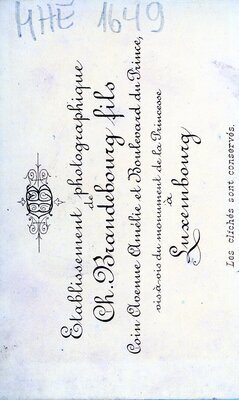 MHE 1649
Etablissement photographique
de
Ch. Brandebourg fils
Coin Avenue Amélie et Boulevard du Prince,
vis-à-vis du monument de la Princesse
à
Luxembourg
Les clichés sont conservés.